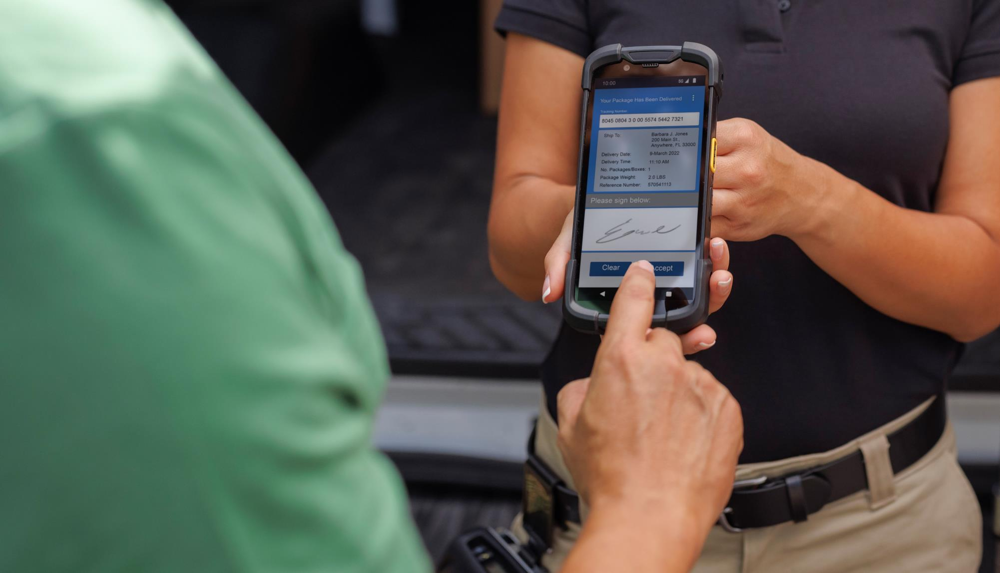 10:00 5G
Your Package Has Been Delivered
Tracking Number
8045 0804 3 0 00 5574 5442 7321
Ship To: Barbara J. Jones
200 Main St.,
Anywhere, FL 33000
Delivery Date: 9-March 2022
Delivery Time: 11:10 AM
No. Packages/Boxes: 1
Package Weight: 2.0 LBS
Reference Number: 570541113
Please sign below:
Clear Accept